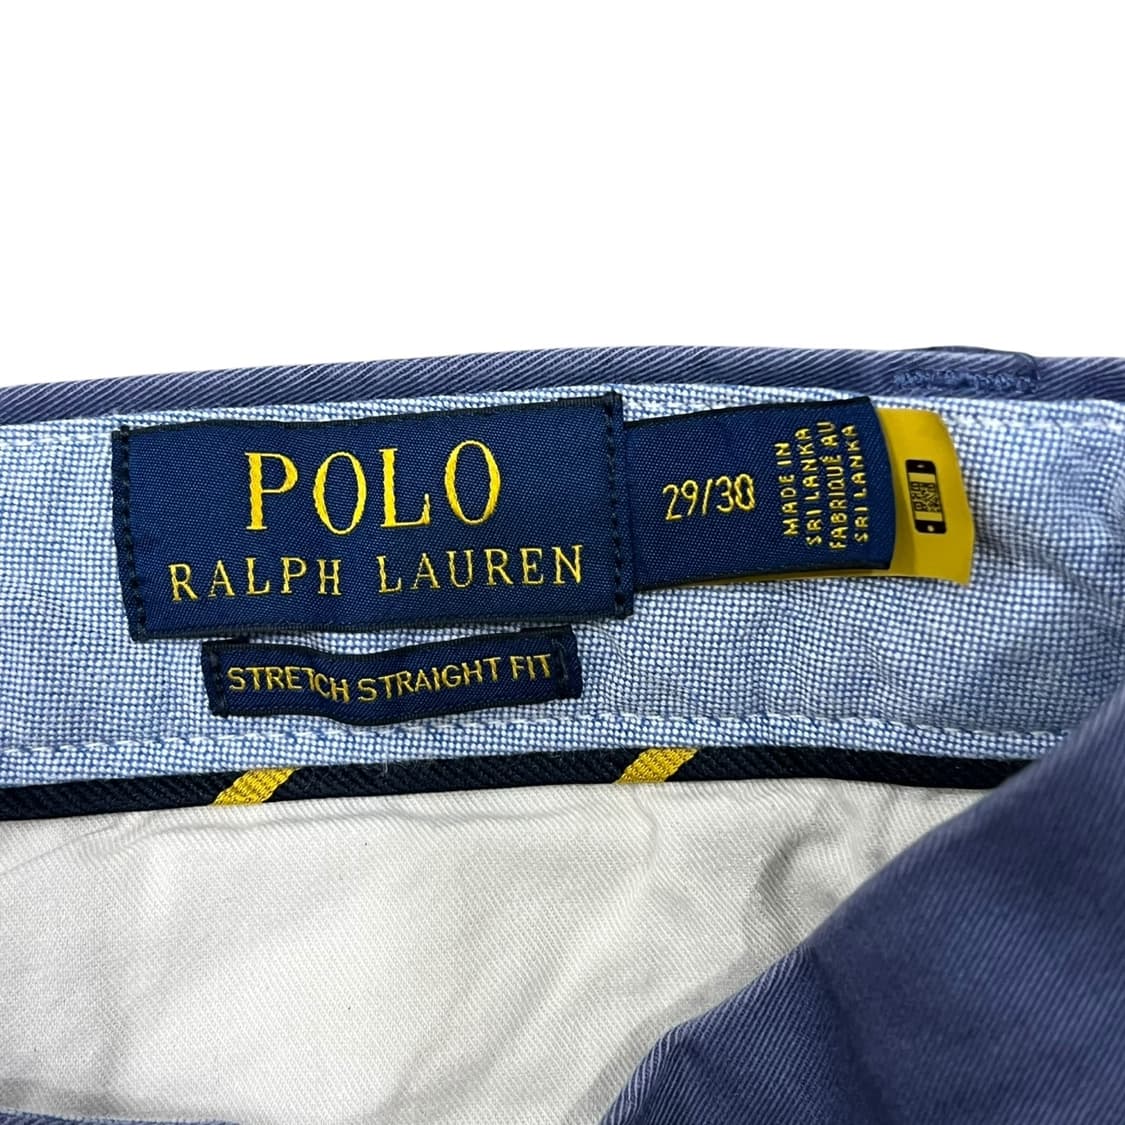 POLO
RALPH LAUREN
STRETCH STRAIGHT FIT
29/30
MADE IN
SRI LANKA
FABRIQUÉ AU
SRI LANKA